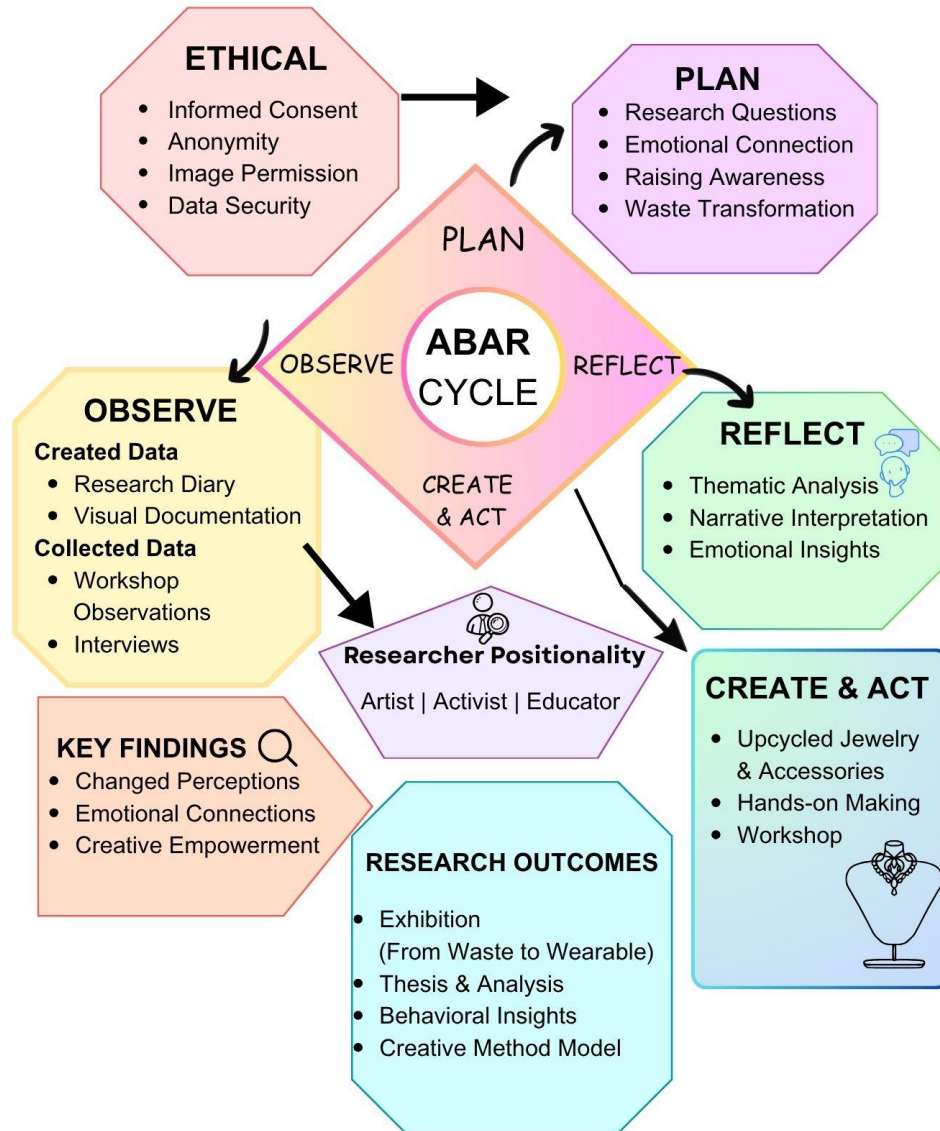 ETHICAL
• Informed Consent
• Anonymity
• Image Permission
• Data Security
PLAN
• Research Questions
• Emotional Connection
• Raising Awareness
• Waste Transformation
PLAN
OBSERVE
ABAR
CYCLE
REFLECT
CREATE
& ACT
OBSERVE
Created Data
• Research Diary
• Visual Documentation
Collected Data
• Workshop
Observations
• Interviews
REFLECT
• Thematic Analysis
• Narrative Interpretation
• Emotional Insights
Researcher Positionality
Artist | Activist | Educator
CREATE & ACT
• Upcycled Jewelry
& Accessories
• Hands-on Making
• Workshop
KEY FINDINGS
• Changed Perceptions
• Emotional Connections
• Creative Empowerment
RESEARCH OUTCOMES
• Exhibition
(From Waste to Wearable)
• Thesis & Analysis
• Behavioral Insights
• Creative Method Model